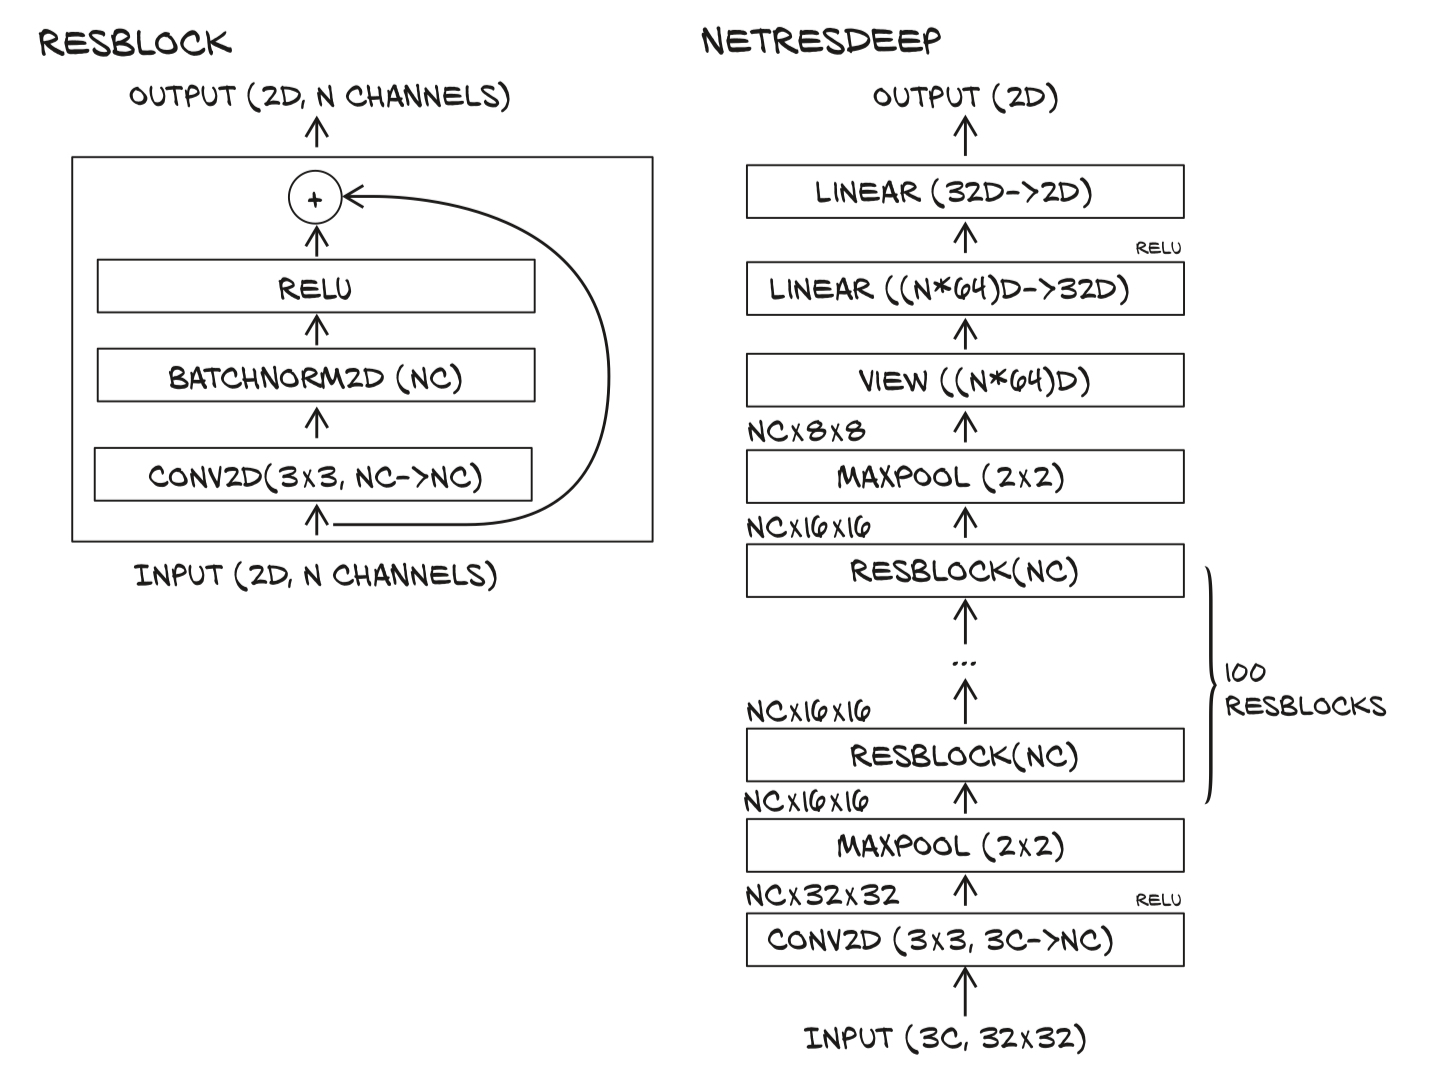 RESBLOCK
OUTPUT (2D, N CHANNELS)
+
RELU
BATCHNORM2D (NC)
CONV2D(3X3, NC->NC)
INPUT (2D, N CHANNELS)
NETRESDEEP
OUTPUT (2D)
LINEAR (32D->2D)
RELU
LINEAR ((N*64)D->32D)
VIEW ((N*64)D)
NCX8X8
MAXPOOL (2X2)
NCX16X16
RESBLOCK(NC)
...
100
RESBLOCKS
NCX16X16
RESBLOCK(NC)
NCX16X16
MAXPOOL (2X2)
NCX32X32
RELU
CONV2D (3X3, 3C->NC)
INPUT (3C, 32X32)